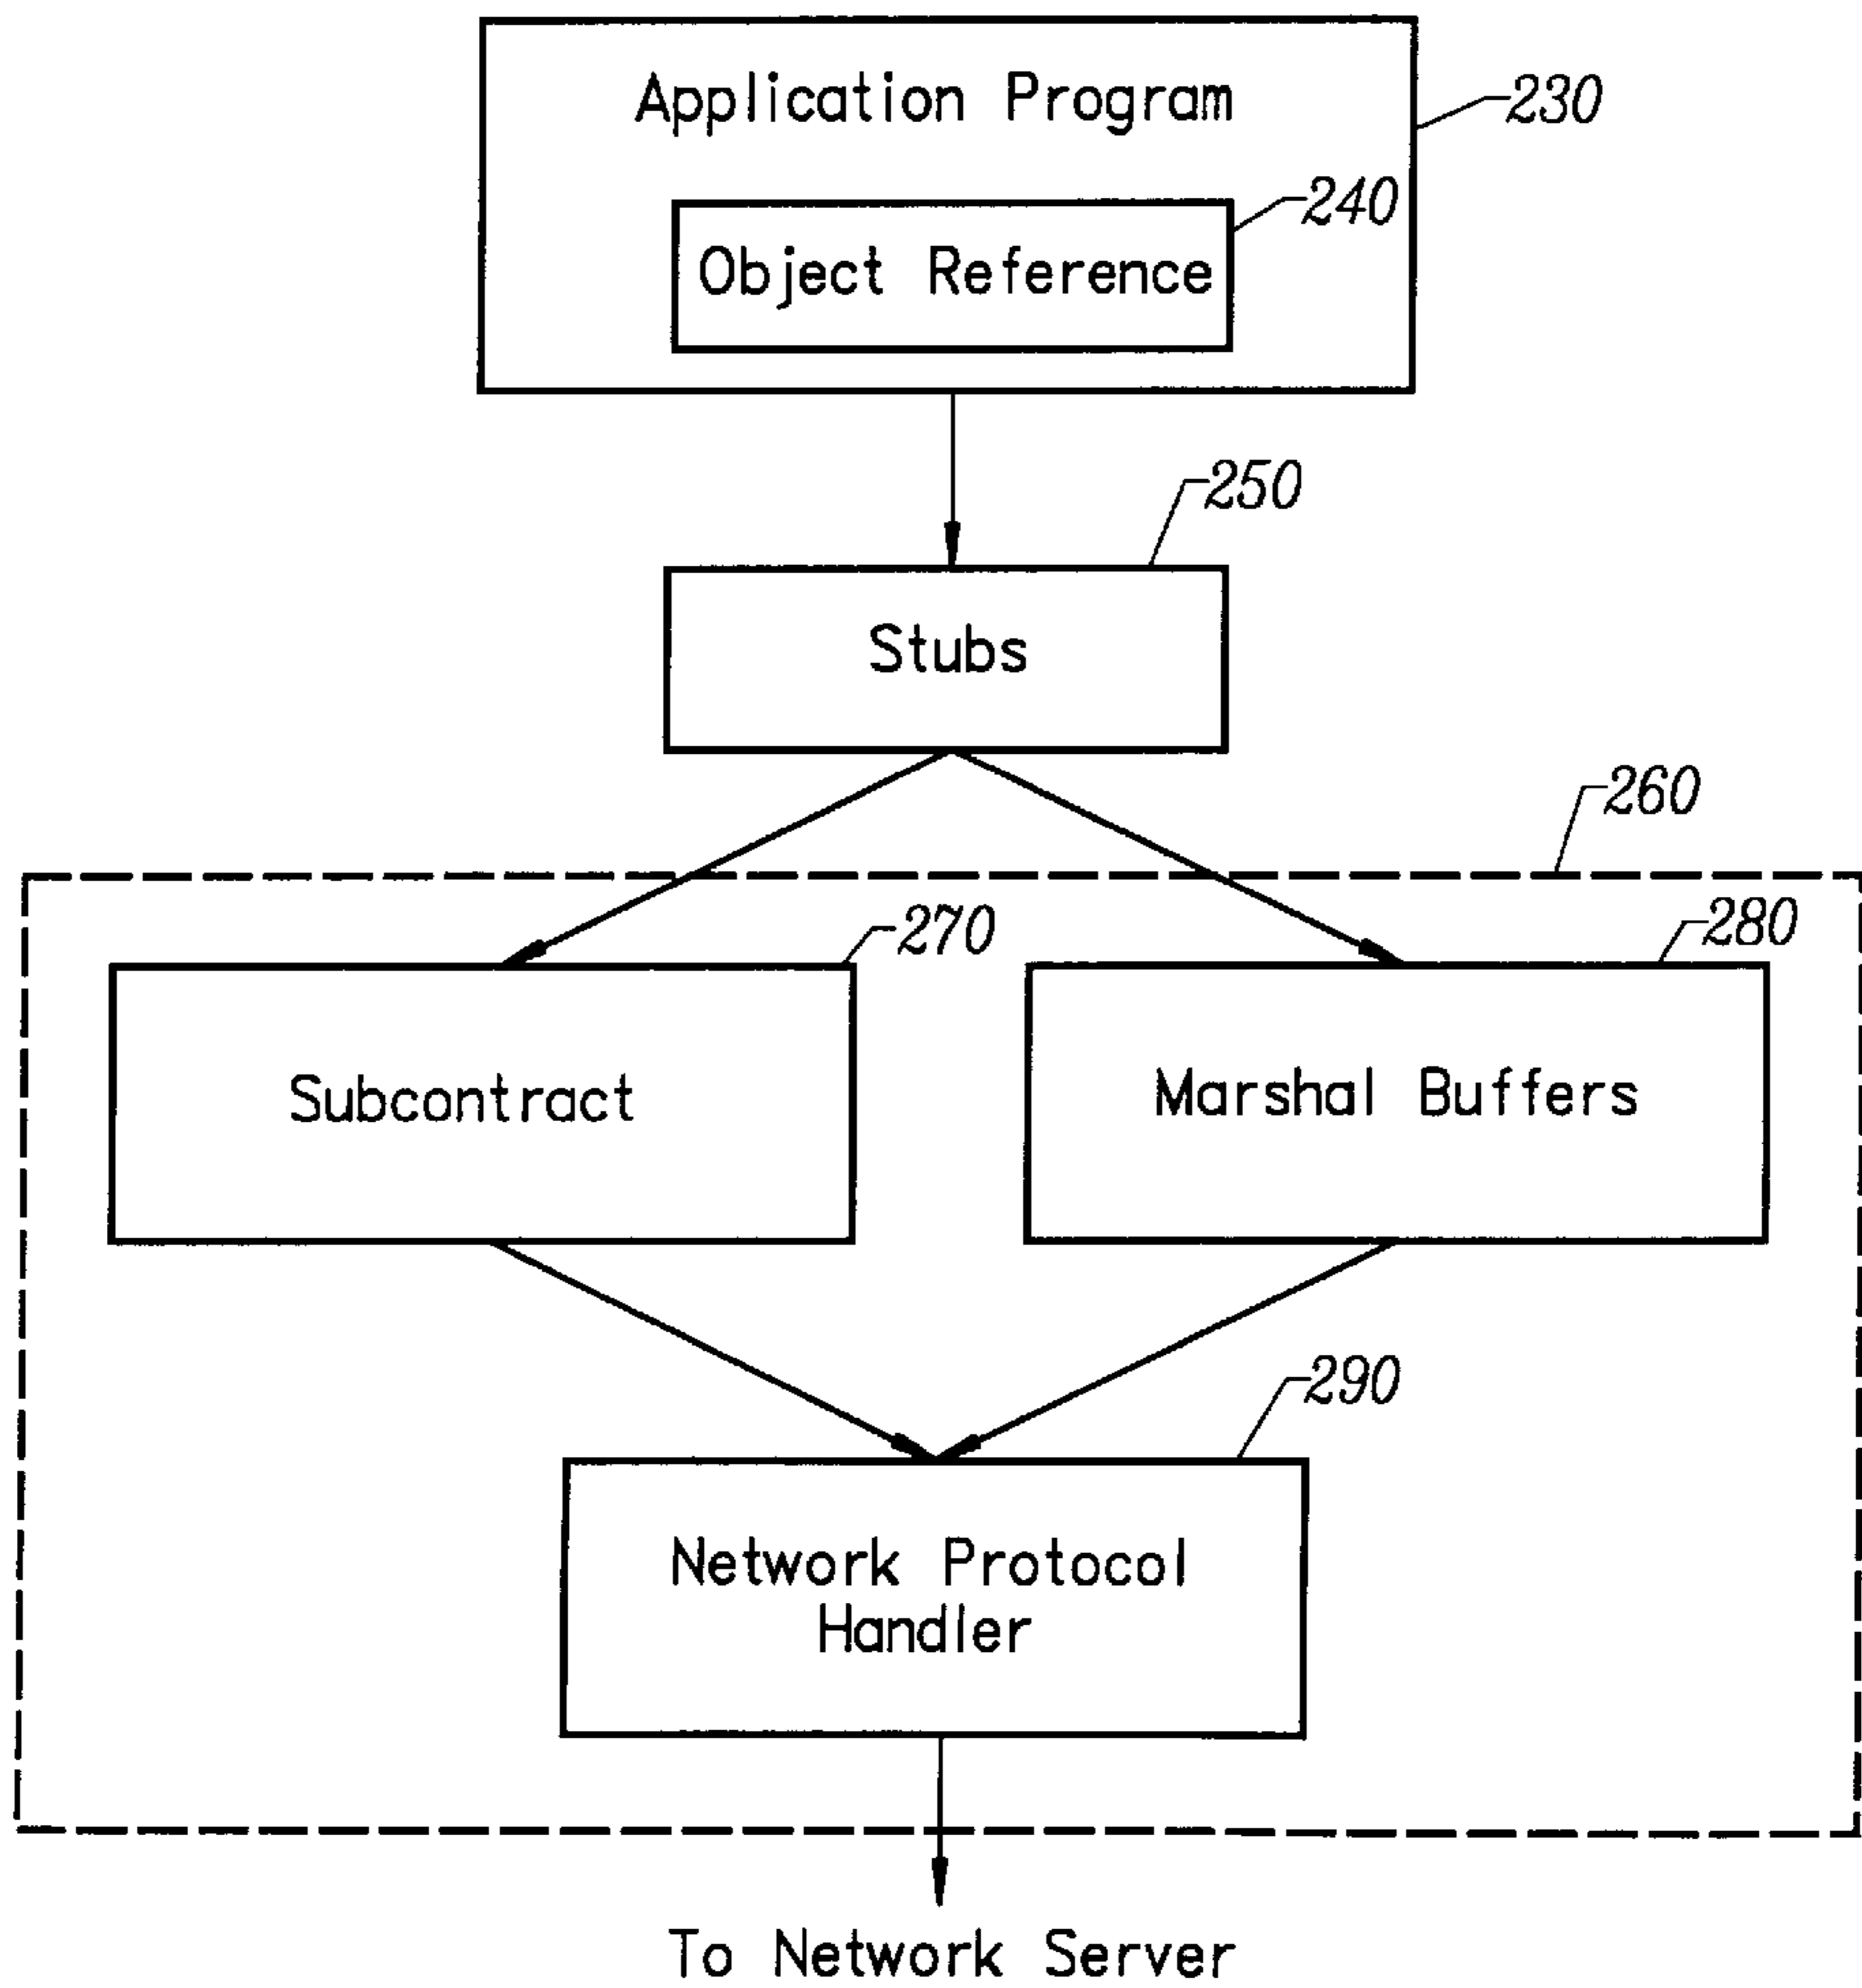 Application Program
230
240
Object Reference
250
Stubs
260
270
280
Subcontract
Marshal Buffers
290
Network Protocol
Handler
To Network Server